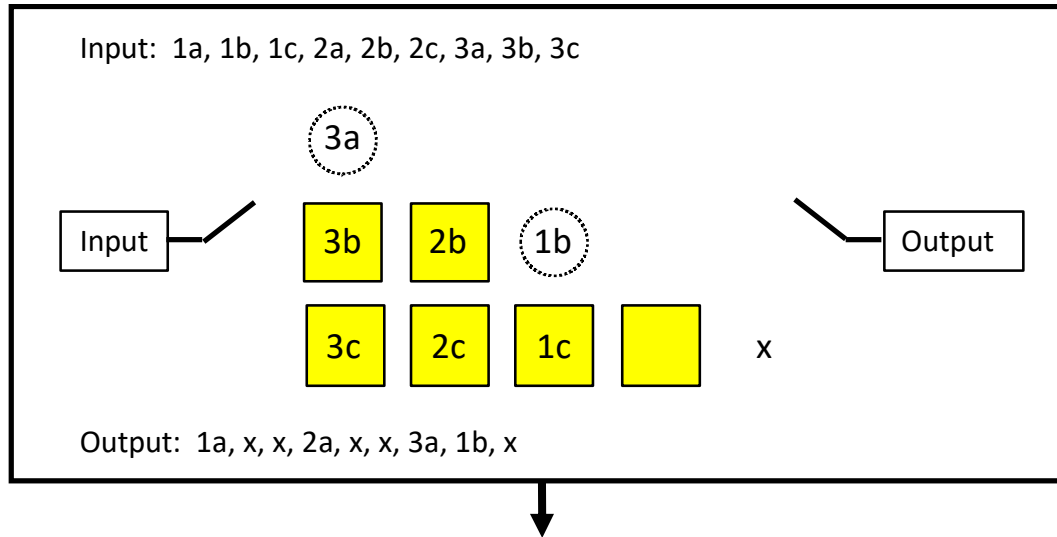 Input: 1a, 1b, 1c, 2a, 2b, 2c, 3a, 3b, 3c
3a
Input 3b 2b 1b Output
3c 2c 1c x
Output: 1a, x, x, 2a, x, x, 3a, 1b, x